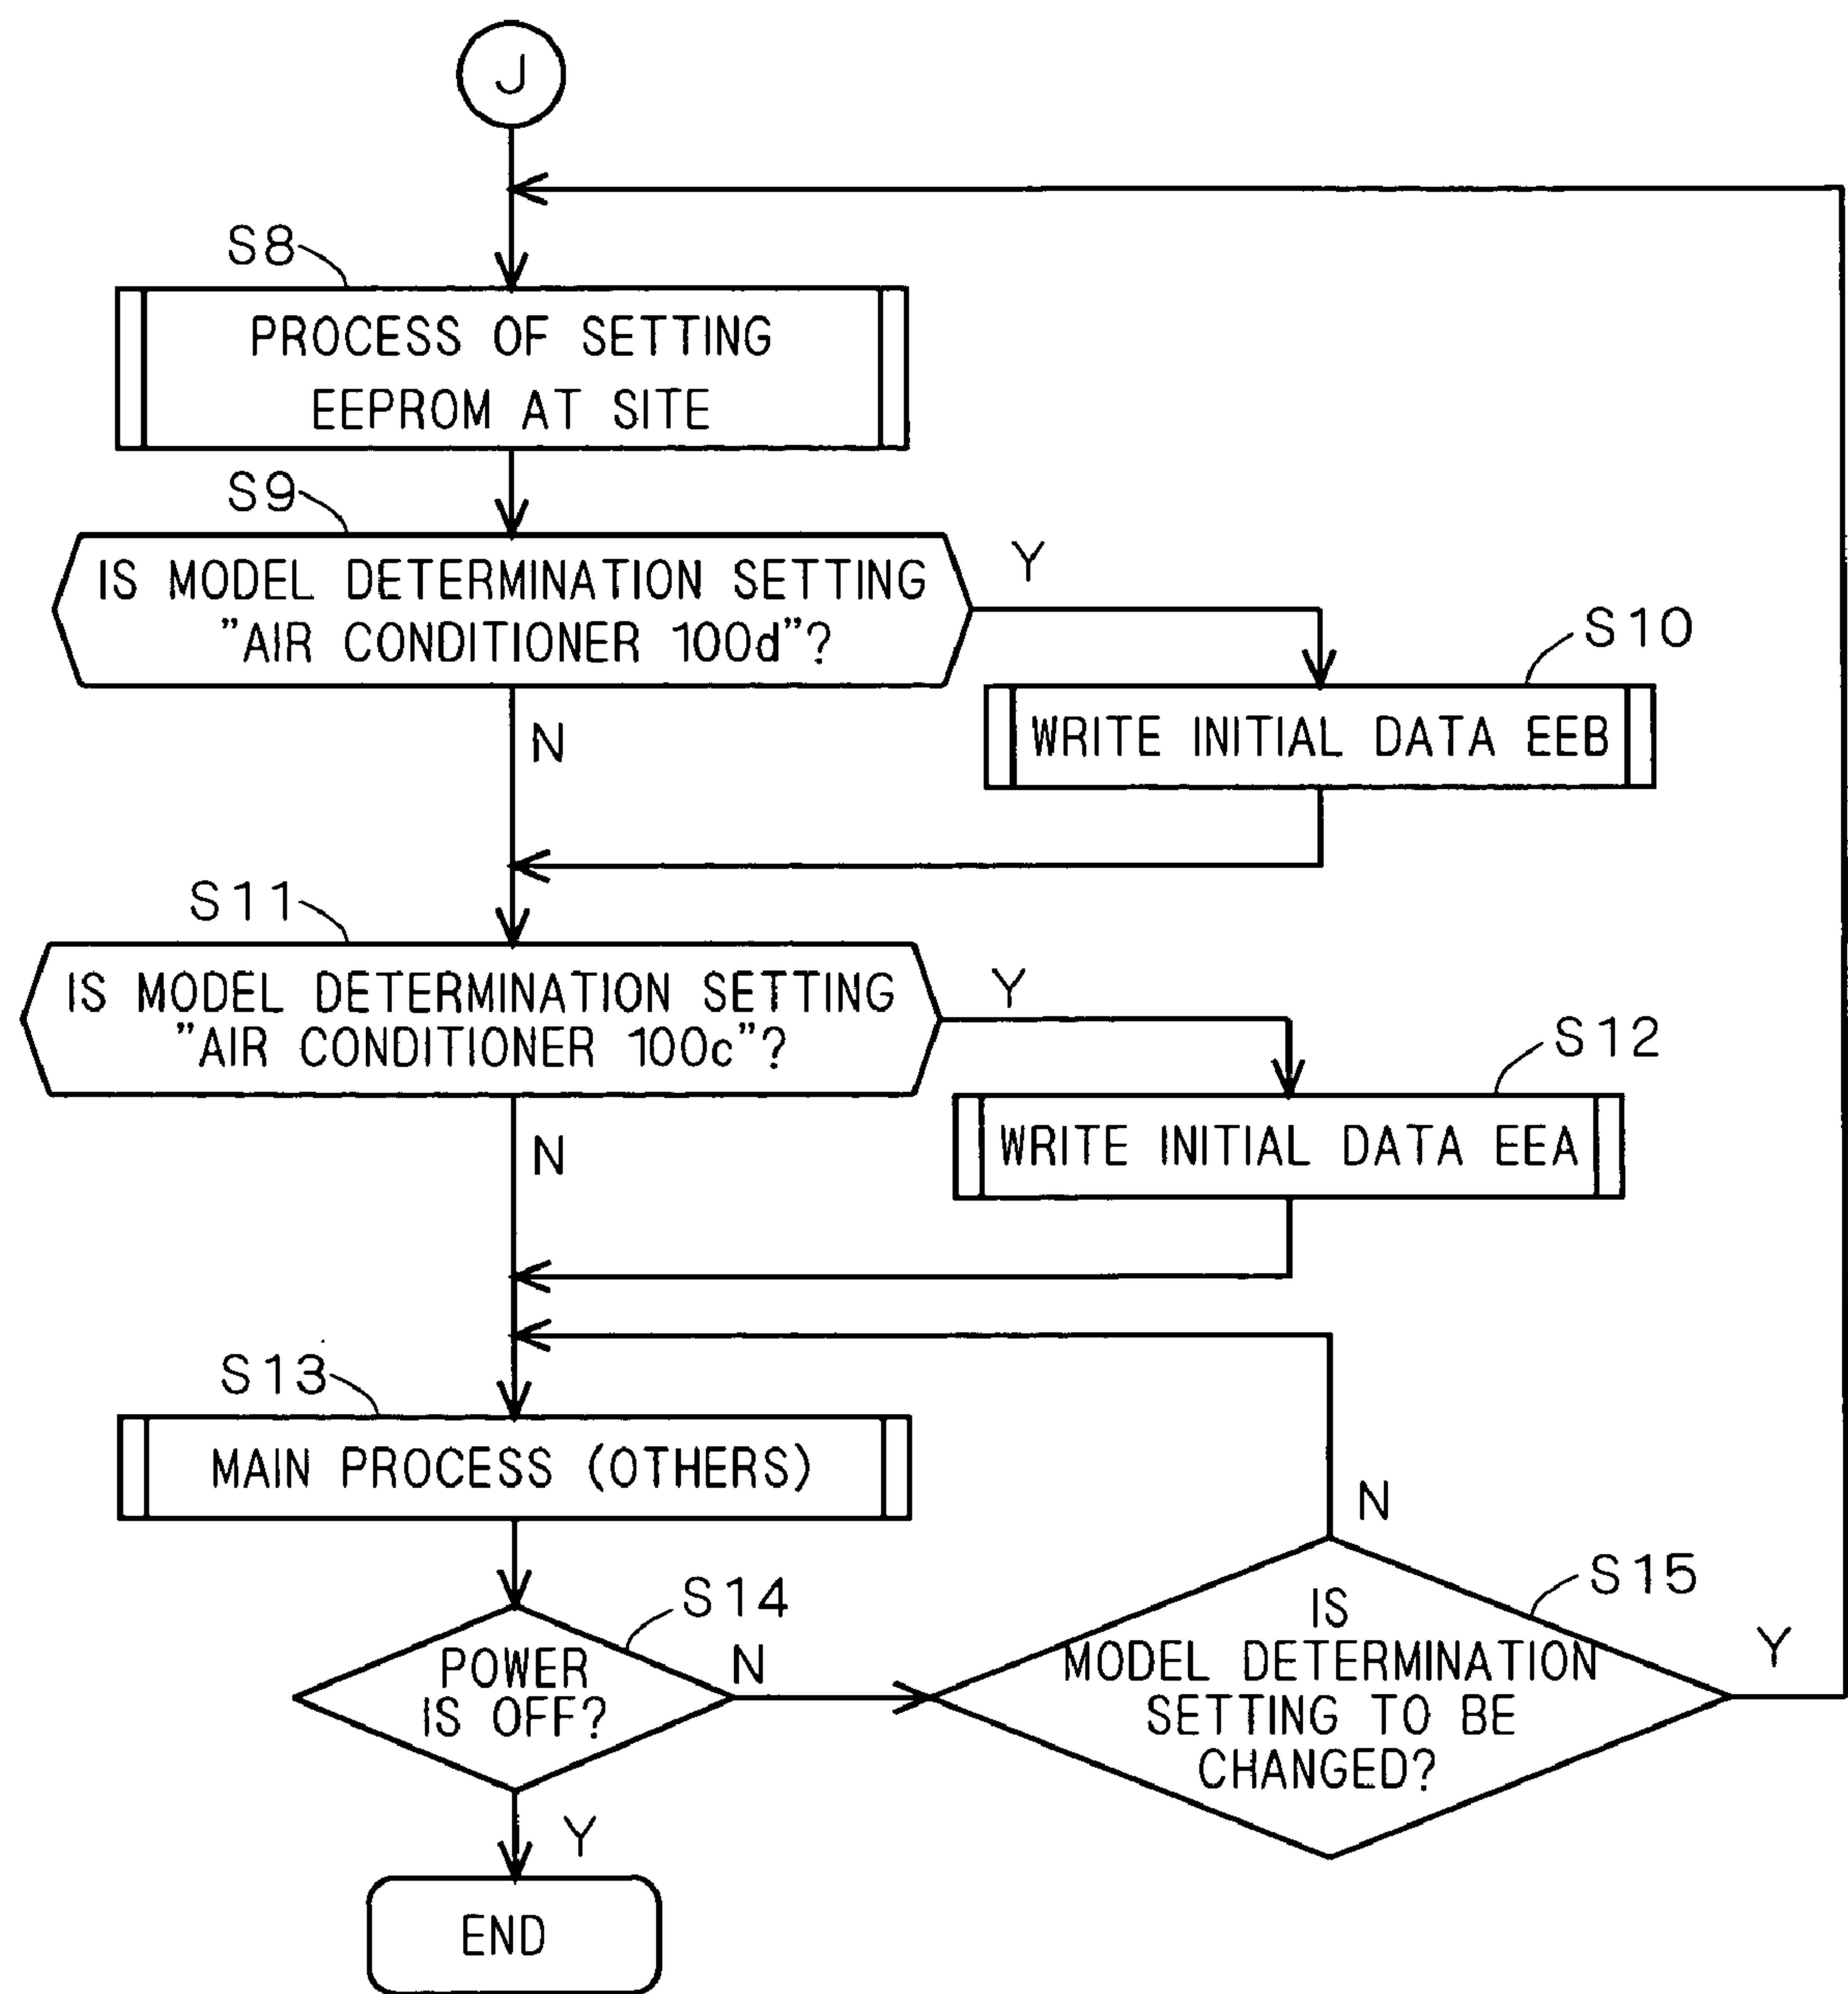 J
S8
PROCESS OF SETTING
EEPROM AT SITE
S9
IS MODEL DETERMINATION SETTING
"AIR CONDITIONER 100d"?
Y
S10
WRITE INITIAL DATA EEB
N
S11
IS MODEL DETERMINATION SETTING
"AIR CONDITIONER 100c"?
Y
S12
WRITE INITIAL DATA EEA
N
S13
MAIN PROCESS (OTHERS)
S14
POWER
IS OFF?
N
S15
IS
MODEL DETERMINATION
SETTING TO BE
CHANGED?
N
Y
Y
END